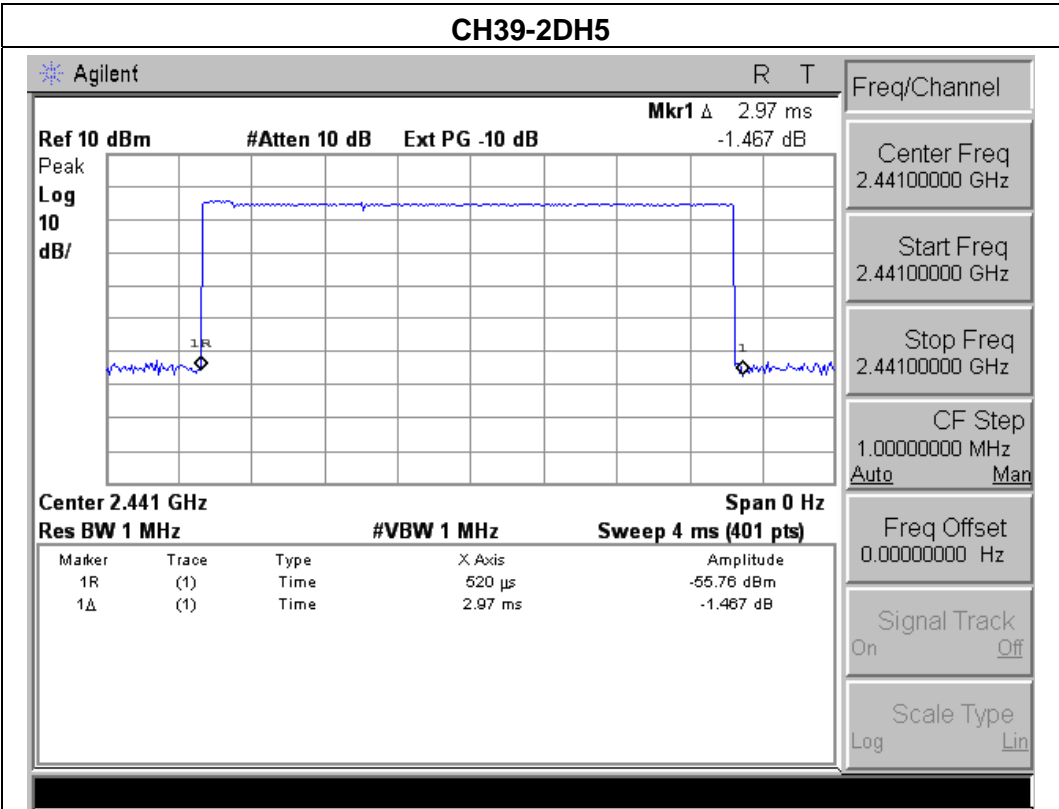 CH39-2DH5
Agilent R T
Mkr1 Δ 2.97 ms
Ref 10 dBm #Atten 10 dB Ext PG -10 dB -1.467 dB
Peak
Log
10
dB/
1R
1
Center 2.441 GHz Span 0 Hz
Res BW 1 MHz #VBW 1 MHz Sweep 4 ms (401 pts)
Marker Trace Type X Axis Amplitude
1R (1) Time 520 µs -55.76 dBm
1Δ (1) Time 2.97 ms -1.467 dB
Freq/Channel
Center Freq
2.44100000 GHz
Start Freq
2.44100000 GHz
Stop Freq
2.44100000 GHz
CF Step
1.00000000 MHz
Auto Man
Freq Offset
0.00000000 Hz
Signal Track
On Off
Scale Type
Log Lin